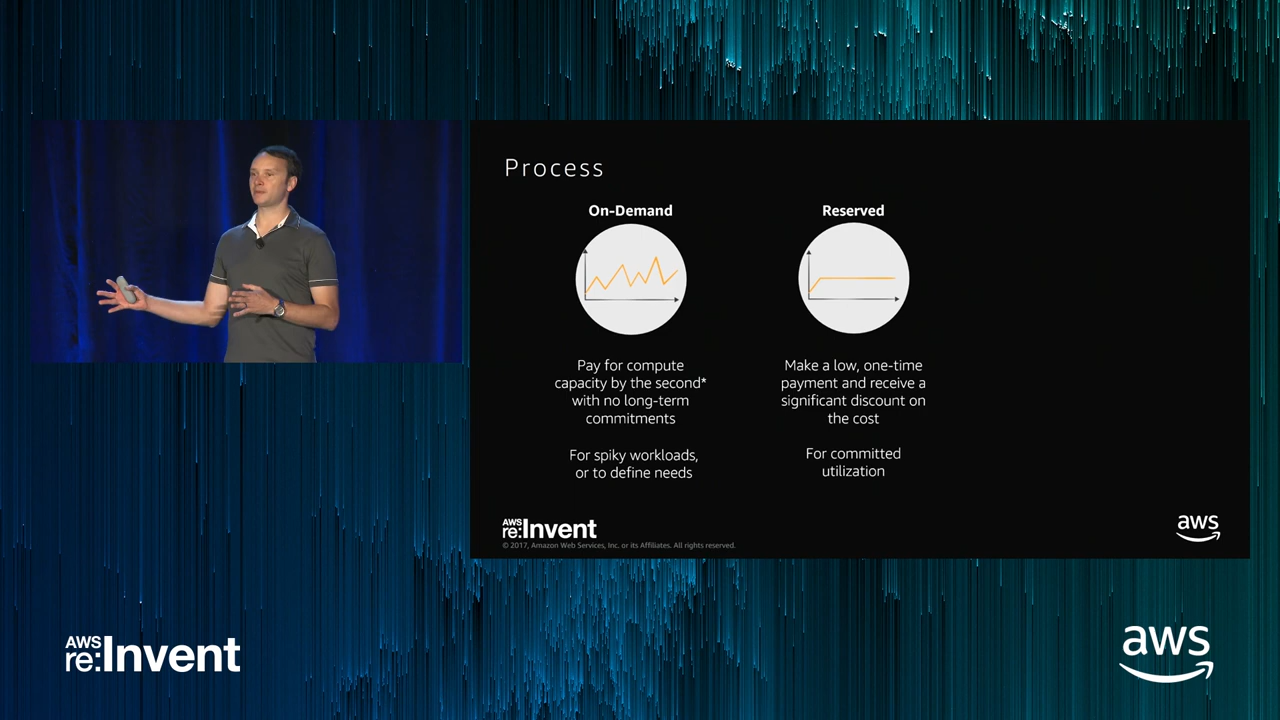 Process
On-Demand
Pay for compute
capacity by the second*
with no long-term
commitments
For spiky workloads,
or to define needs
Reserved
Make a low, one-time
payment and receive a
significant discount on
the cost
For committed
utilization
AWS
re:Invent
© 2017, Amazon Web Services, Inc. or its Affiliates. All rights reserved.
aws
AWS
re:Invent
aws